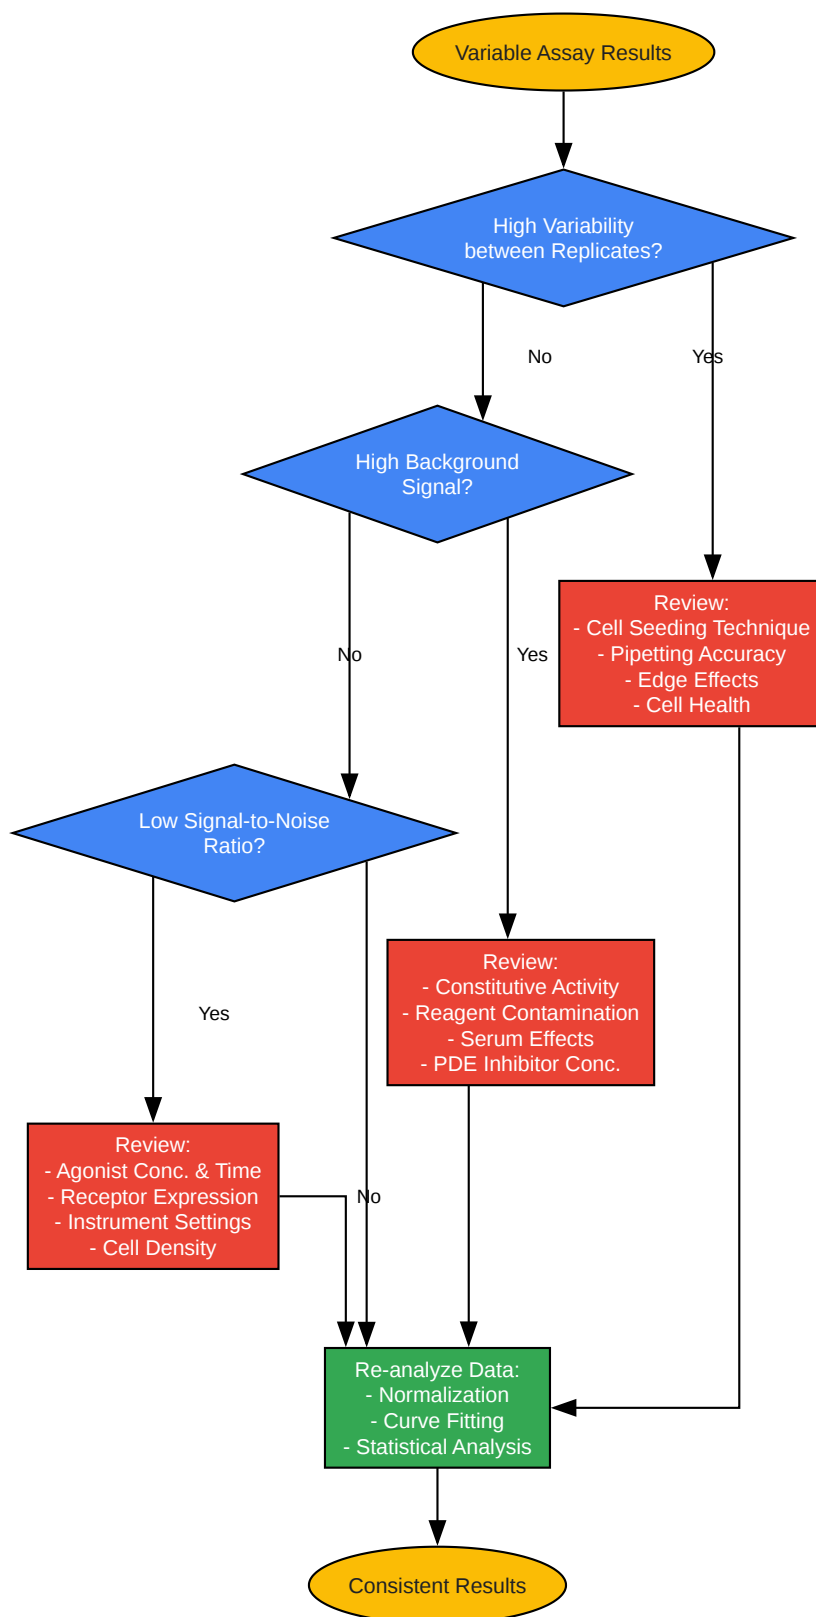 Variable Assay Results
High Variability
between Replicates?
No
Yes
High Background
Signal?
No
Yes
Review:
- Cell Seeding Technique
- Pipetting Accuracy
- Edge Effects
- Cell Health
Low Signal-to-Noise
Ratio?
Yes
No
Review:
- Constitutive Activity
- Reagent Contamination
- Serum Effects
- PDE Inhibitor Conc.
Review:
- Agonist Conc. & Time
- Receptor Expression
- Instrument Settings
- Cell Density
Re-analyze Data:
- Normalization
- Curve Fitting
- Statistical Analysis
Consistent Results